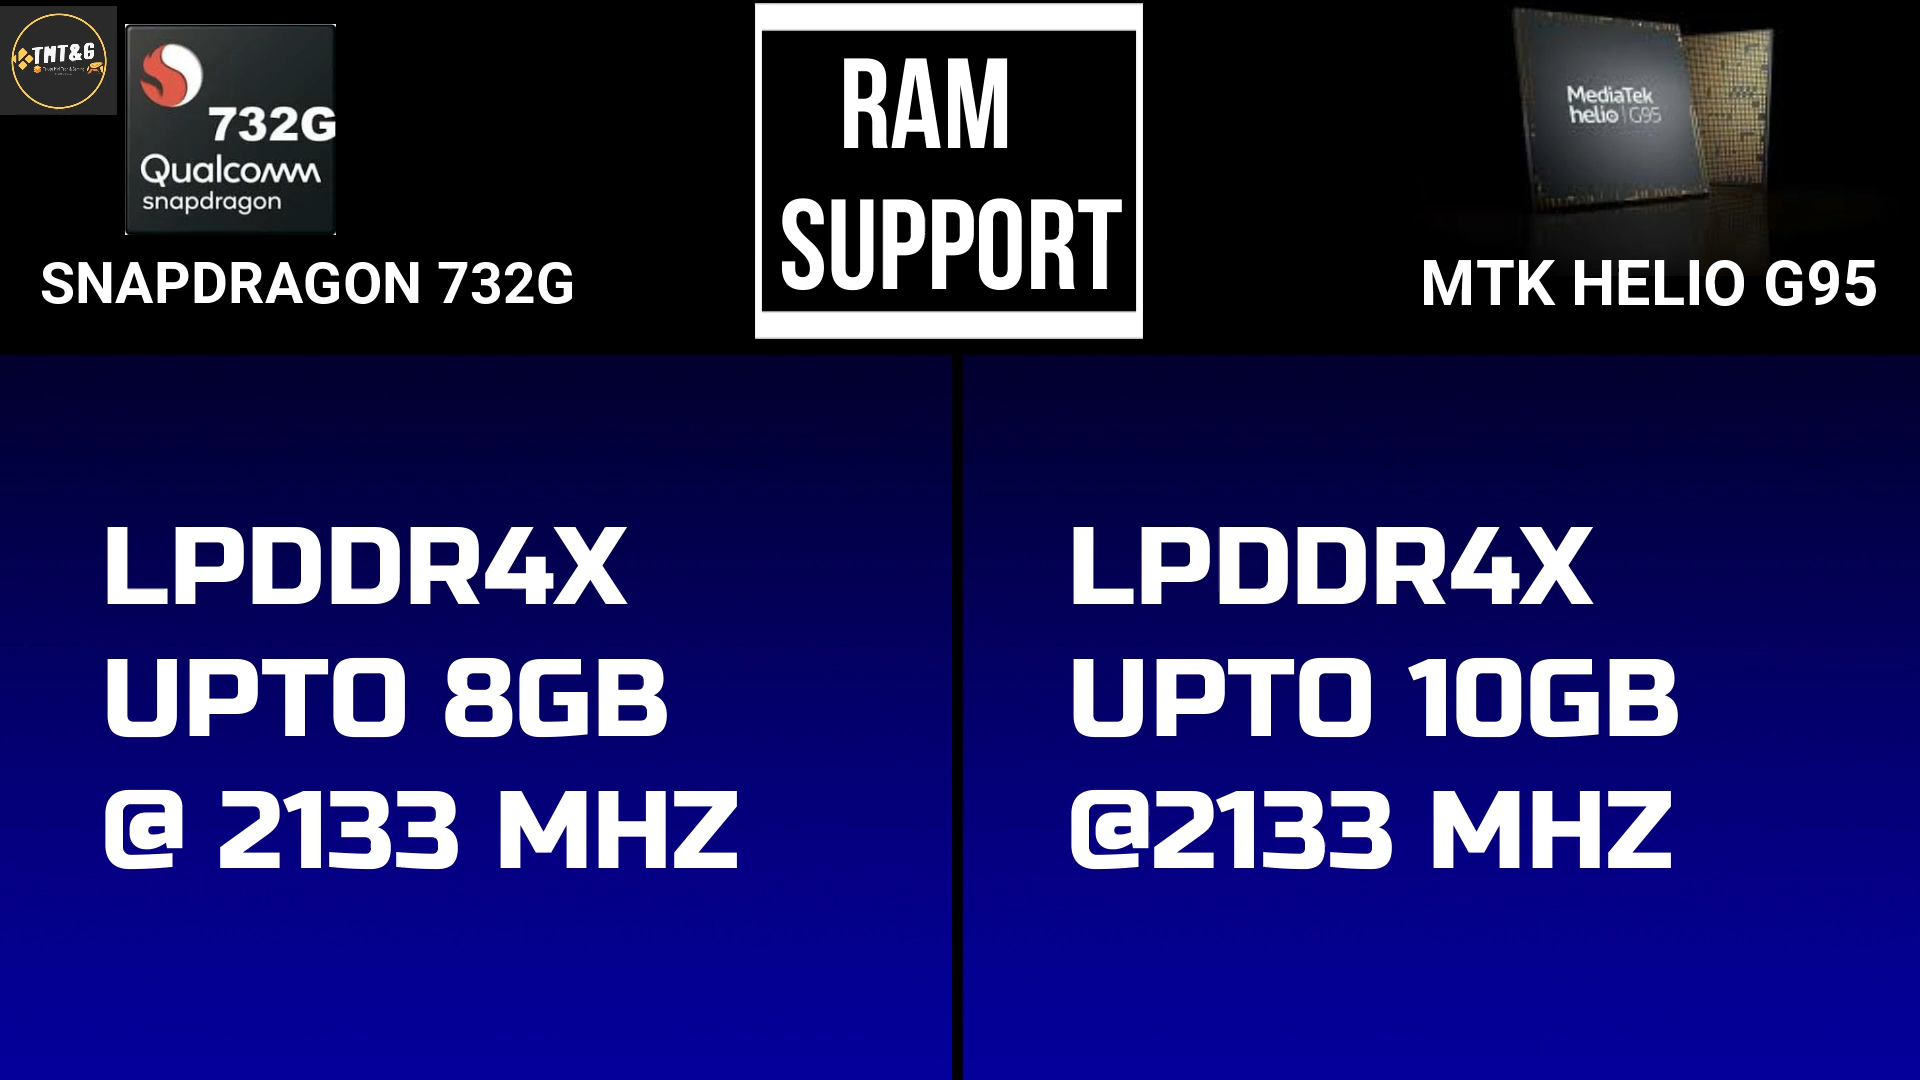 TMT&G
732G
Qualcomm
snapdragon
SNAPDRAGON 732G
RAM
SUPPORT
MediaTek
helio | G95
MTK HELIO G95
LPDDR4X
UPTO 8GB
@ 2133 MHZ
LPDDR4X
UPTO 10GB
@2133 MHZ